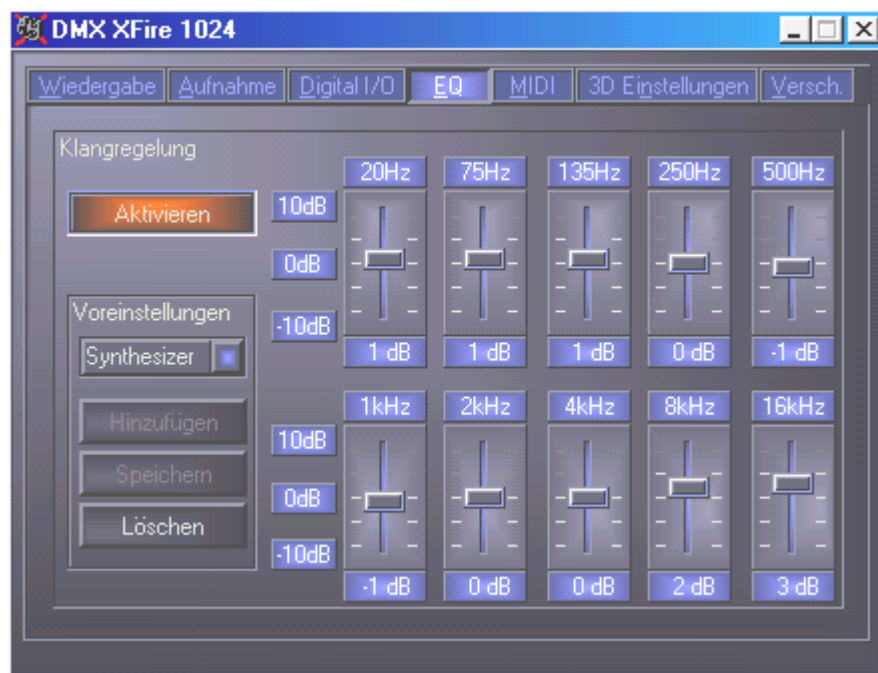 DMX XFire 1024
Wiedergabe Aufnahme Digital I/O EQ MIDI 3D Einstellungen Versch.
Klangregelung
20Hz 75Hz 135Hz 250Hz 500Hz
Aktivieren
10dB
0dB
-10dB
1 dB 1 dB 1 dB 0 dB -1 dB
Voreinstellungen
Synthesizer
Hinzufügen
Speichern
Löschen
1kHz 2kHz 4kHz 8kHz 16kHz
10dB
0dB
-10dB
-1 dB 0 dB 0 dB 2 dB 3 dB